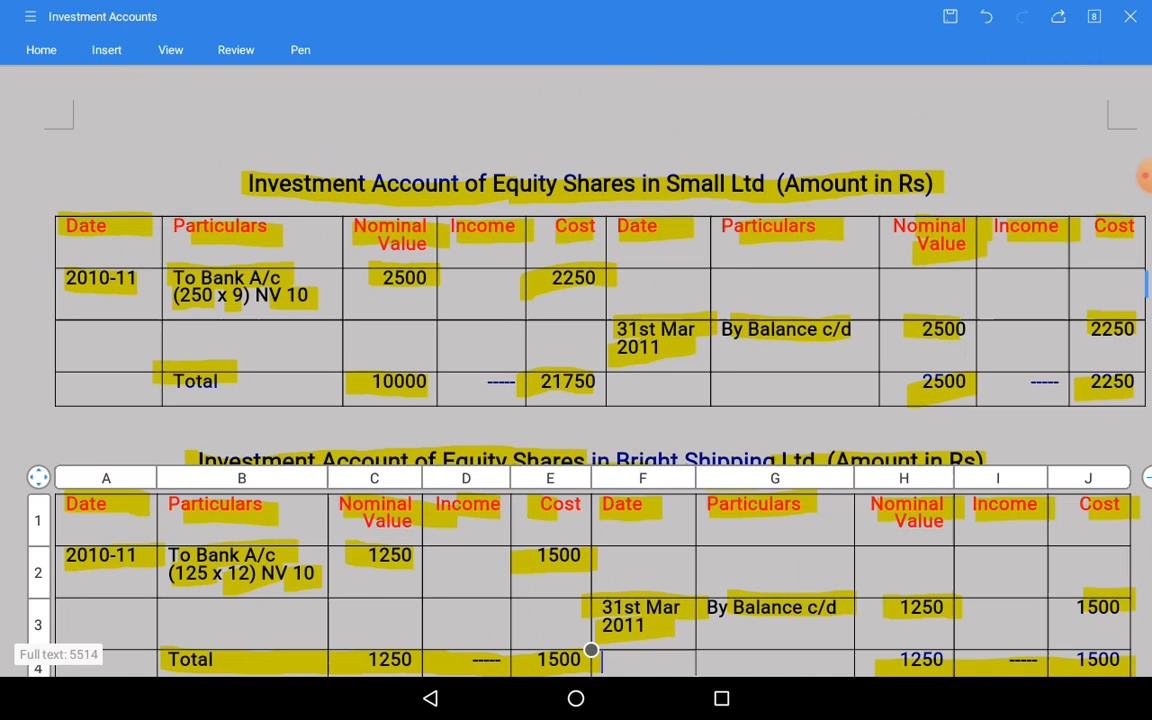 Investment Accounts
8
Home Insert View Review Pen
Investment Account of Equity Shares in Small Ltd (Amount in Rs)
Date Particulars Nominal Income Cost Date Particulars Nominal Income Cost
Value Value
2010-11 To Bank A/c 2500 2250
(250 x 9) NV 10
31st Mar By Balance c/d 2500 2250
2011
Total 10000 ----- 21750 2500 ----- 2250
Investment Account of Equity Shares in Bright Shipping Ltd (Amount in Rs)
A B C D E F G H I J
1 Date Particulars Nominal Income Cost Date Particulars Nominal Income Cost
Value Value
2 2010-11 To Bank A/c 1250 1500
(125 x 12) NV 10
3 31st Mar By Balance c/d 1250 1500
2011
Full text: 5514
4 Total 1250 ----- 1500 1250 ----- 1500